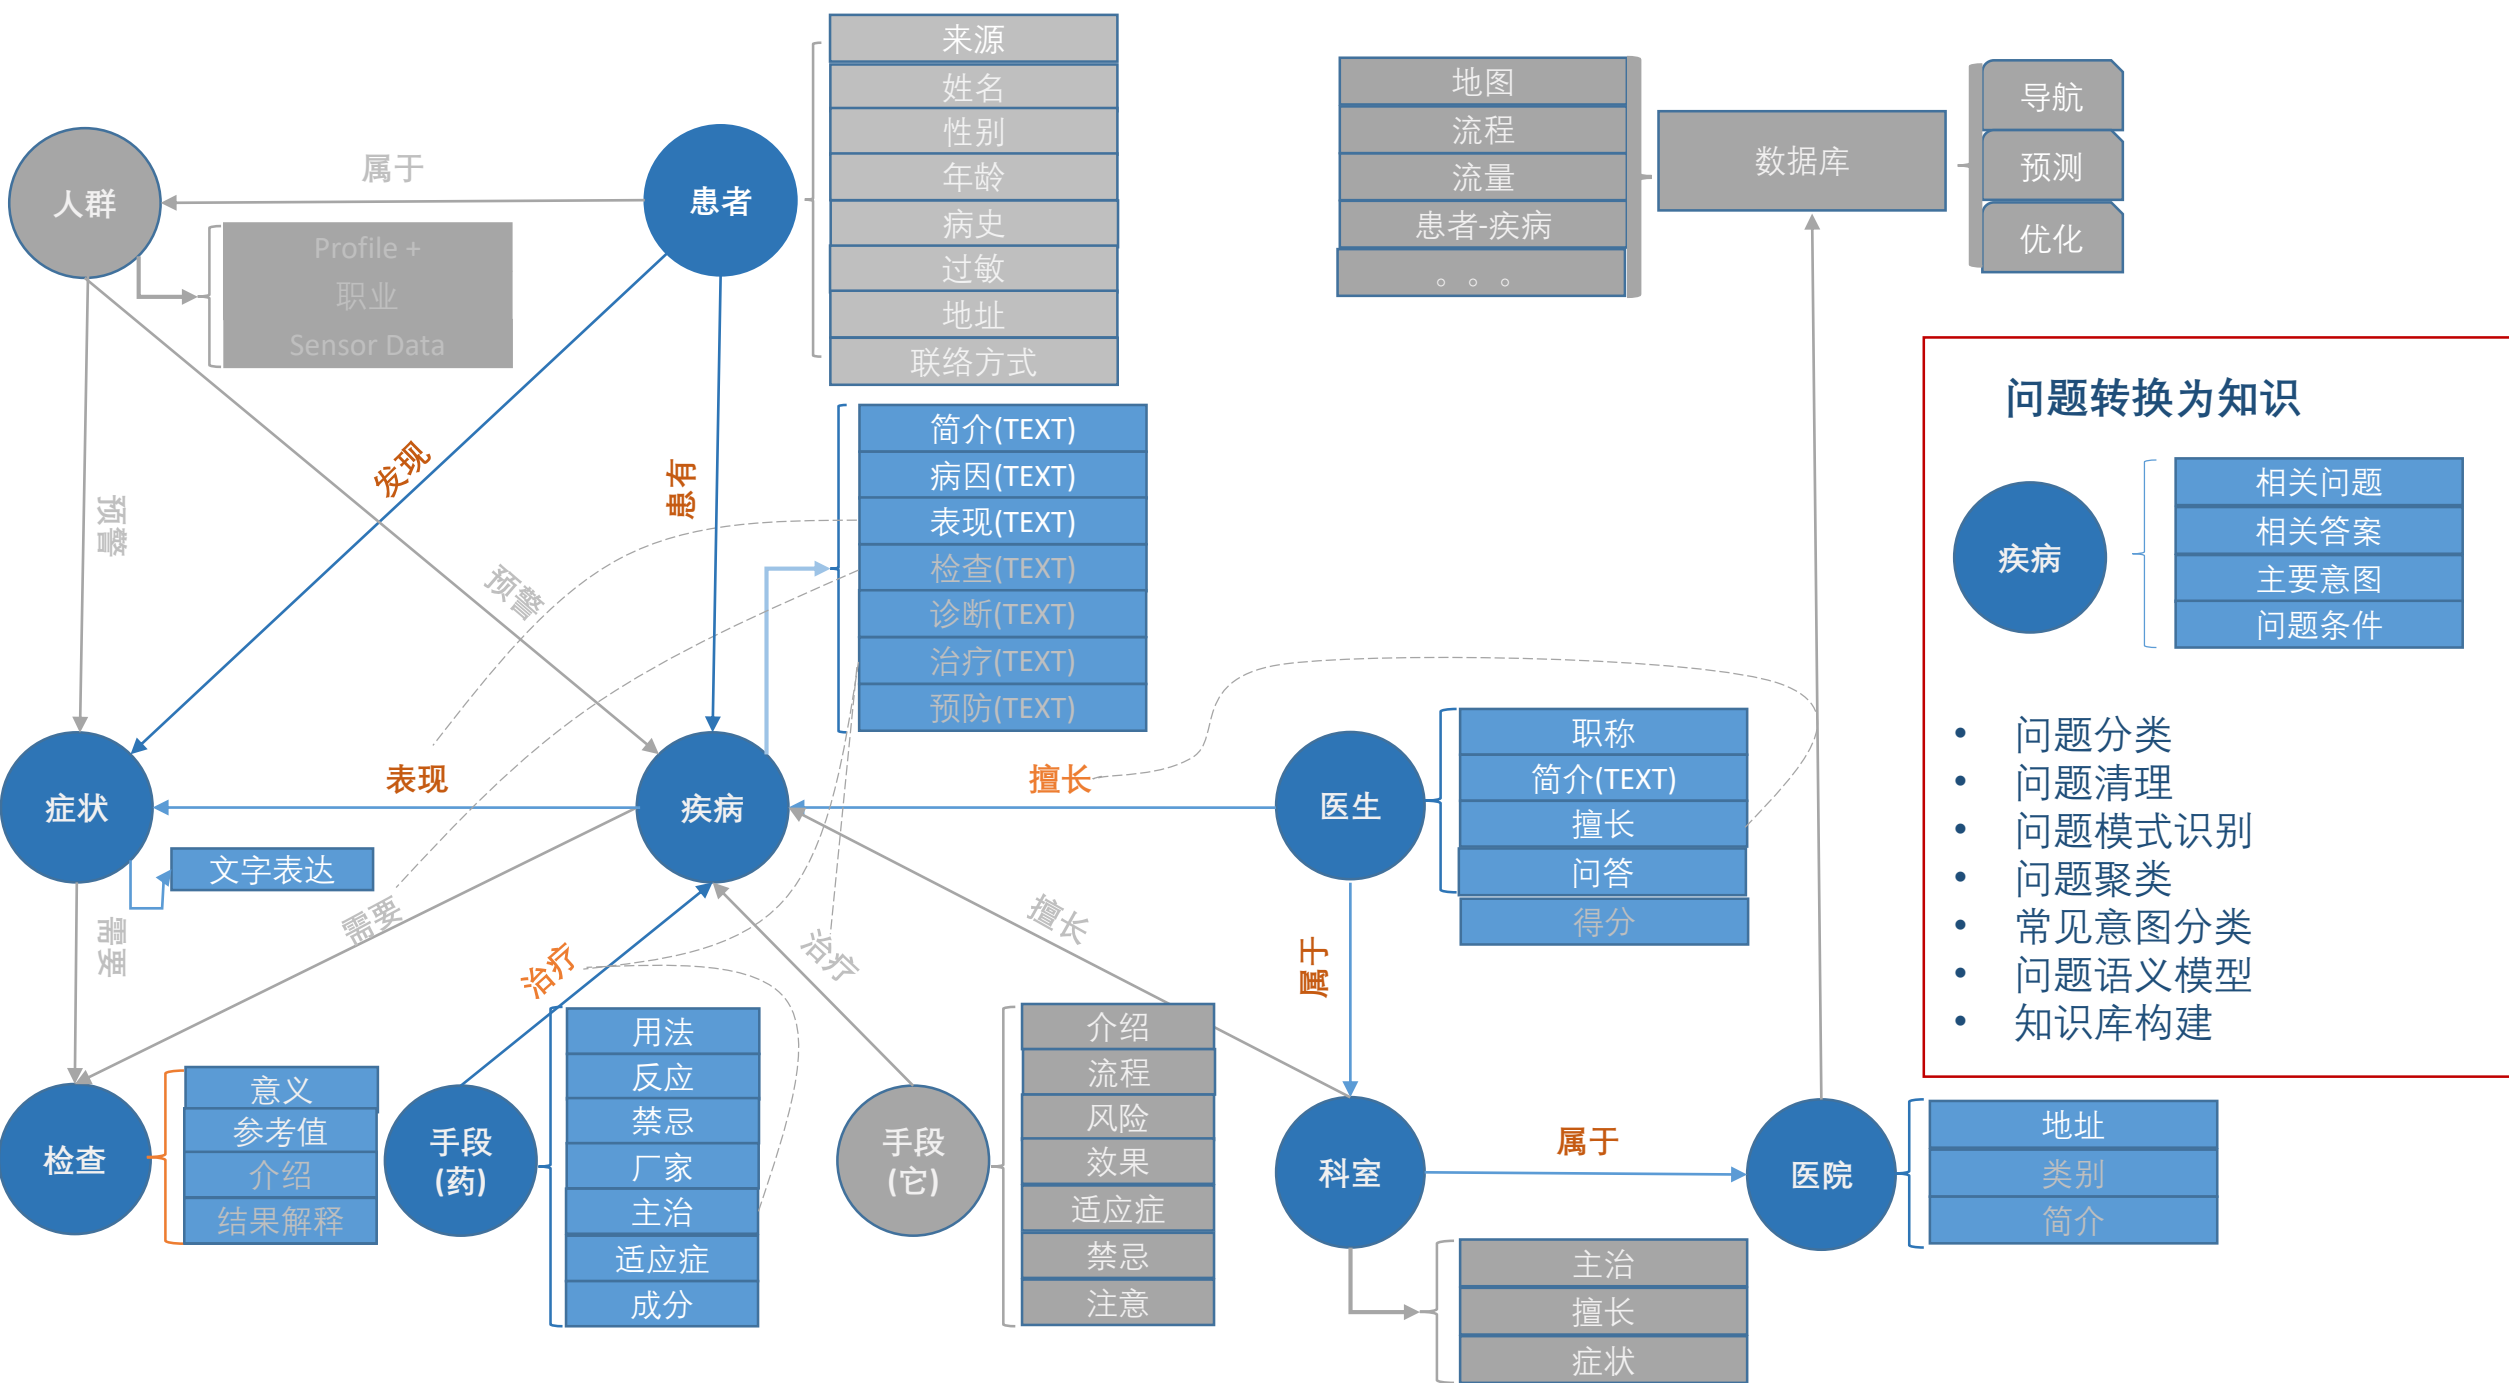 来源
姓名
性别
年龄
病史
过敏
地址
联络方式
地图
流程
流量
患者-疾病
。。。
数据库
导航
预测
优化
人群
属于
患者
Profile +
职业
Sensor Data
问题转换为知识
疾病
相关问题
相关答案
主要意图
问题条件
• 问题分类
• 问题清理
• 问题模式识别
• 问题聚类
• 常见意图分类
• 问题语义模型
• 知识库构建
发现
患有
预警
预警
简介(TEXT)
病因(TEXT)
表现(TEXT)
检查(TEXT)
诊断(TEXT)
治疗(TEXT)
预防(TEXT)
症状
表现
疾病
擅长
医生
职称
简介(TEXT)
擅长
问答
得分
文字表达
需要
需要
治疗
治疗
擅长
属于
检查
意义
参考值
介绍
结果解释
手段
(药)
用法
反应
禁忌
厂家
主治
适应症
成分
手段
(它)
介绍
流程
风险
效果
适应症
禁忌
注意
科室
属于
医院
地址
类别
简介
主治
擅长
症状